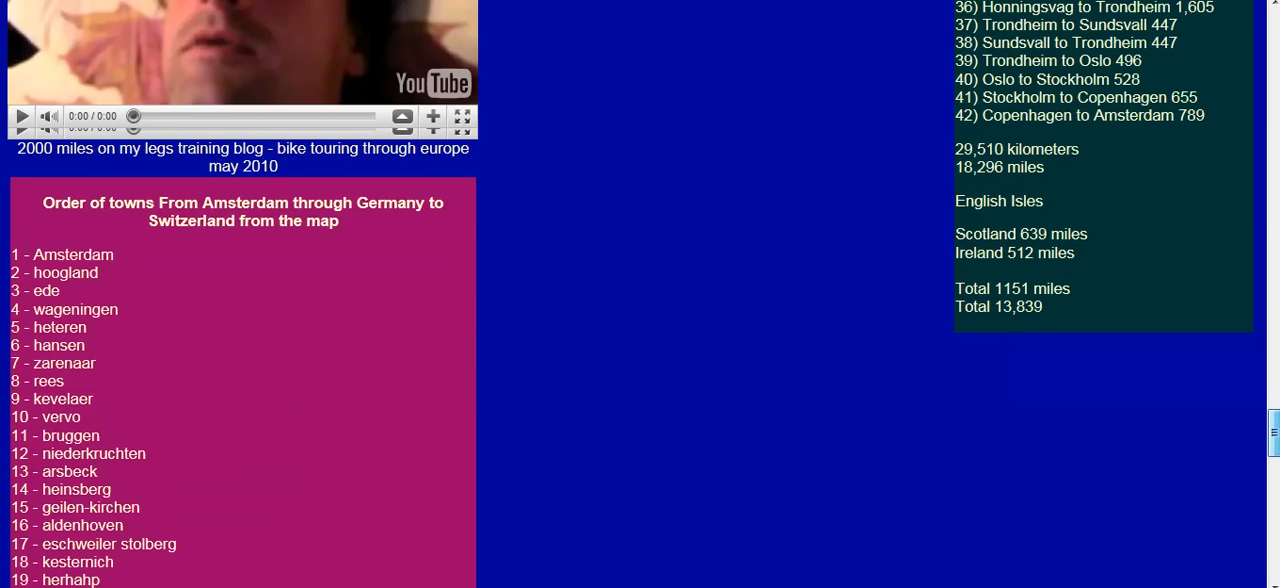 YouTube
0:00 / 0:00
2000 miles on my legs training blog - bike touring through europe
may 2010
Order of towns From Amsterdam through Germany to
Switzerland from the map
1 - Amsterdam
2 - hoogland
3 - ede
4 - wageningen
5 - heteren
6 - hansen
7 - zarenaar
8 - rees
9 - kevelaer
10 - vervo
11 - bruggen
12 - niederkruchten
13 - arsbeck
14 - heinsberg
15 - geilen-kirchen
16 - aldenhoven
17 - eschweiler stolberg
18 - kesternich
19 - herhahp
36) Honningsvag to Trondheim 1,605
37) Trondheim to Sundsvall 447
38) Sundsvall to Trondheim 447
39) Trondheim to Oslo 496
40) Oslo to Stockholm 528
41) Stockholm to Copenhagen 655
42) Copenhagen to Amsterdam 789
29,510 kilometers
18,296 miles
English Isles
Scotland 639 miles
Ireland 512 miles
Total 1151 miles
Total 13,839